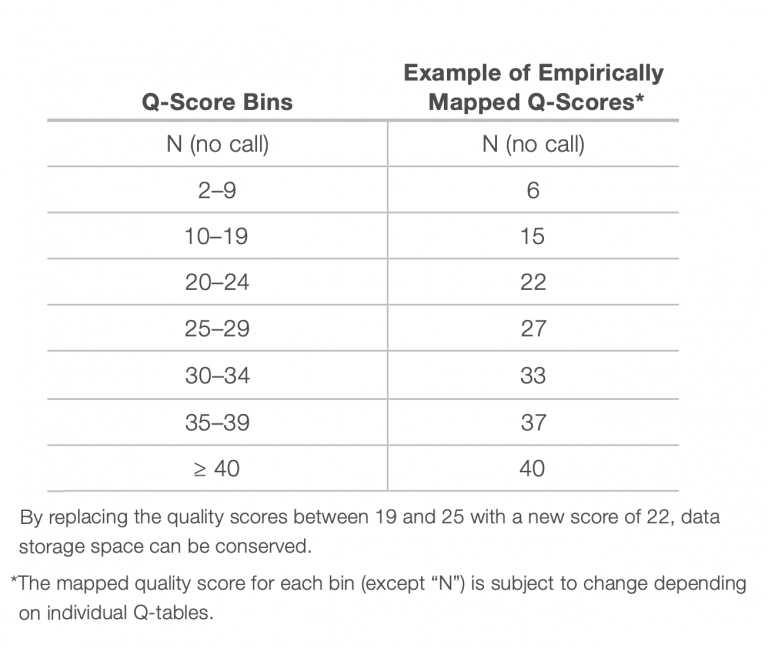 Example of Empirically
Q-Score Bins Mapped Q-Scores*
N (no call) N (no call)
2–9 6
10–19 15
20–24 22
25–29 27
30–34 33
35–39 37
≥ 40 40
By replacing the quality scores between 19 and 25 with a new score of 22, data
storage space can be conserved.
*The mapped quality score for each bin (except “N”) is subject to change depending
on individual Q-tables.